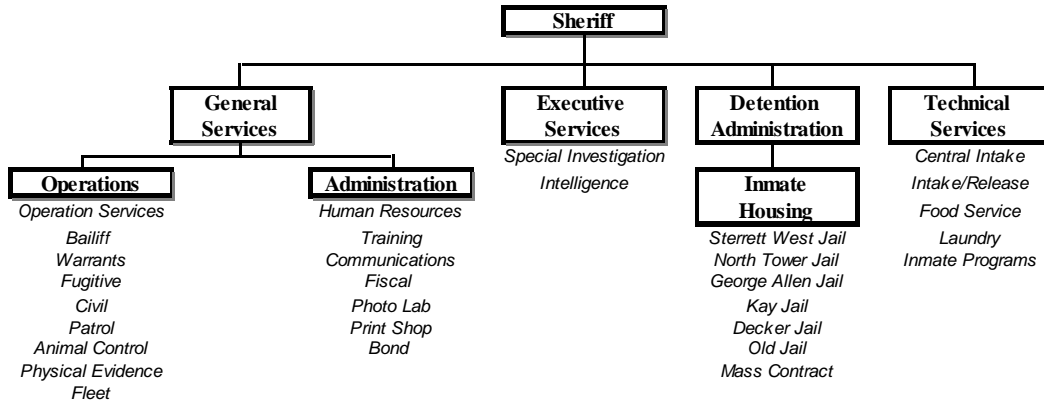 Sheriff
General
Services
Executive
Services
Detention
Administration
Technical
Services
Operations
Operation Services
Bailiff
Warrants
Fugitive
Civil
Patrol
Animal Control
Physical Evidence
Fleet
Administration
Human Resources
Training
Communications
Fiscal
Photo Lab
Print Shop
Bond
Special Investigation
Intelligence
Inmate
Housing
Sterrett West Jail
North Tower Jail
George Allen Jail
Kay Jail
Decker Jail
Old Jail
Mass Contract
Central Intake
Intake/Release
Food Service
Laundry
Inmate Programs